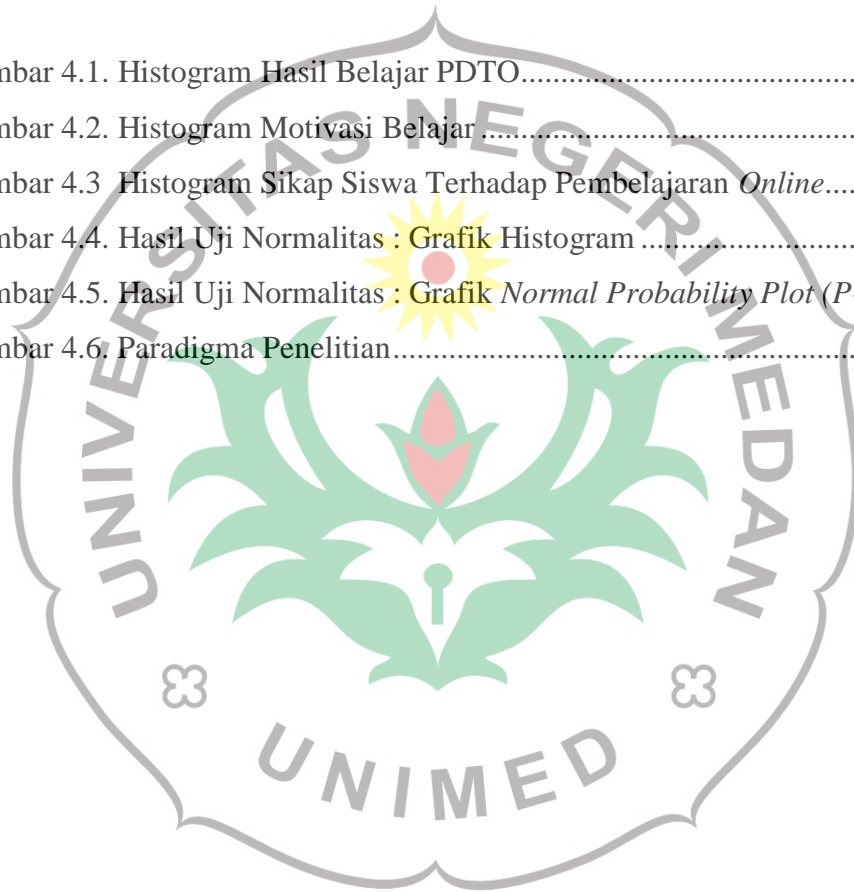 mbar 4.1. Histogram Hasil Belajar PDTO.....................................................
mbar 4.2. Histogram Motivasi Belajar ..........................................................
mbar 4.3 Histogram Sikap Siswa Terhadap Pembelajaran Online....
mbar 4.4. Hasil Uji Normalitas : Grafik Histogram ...................................
mbar 4.5. Hasil Uji Normalitas : Grafik Normal Probability Plot (P-
mbar 4.6. Paradigma Penelitian......................................................................
UNIVERSITAS NEGERI MEDAN
UNIMED